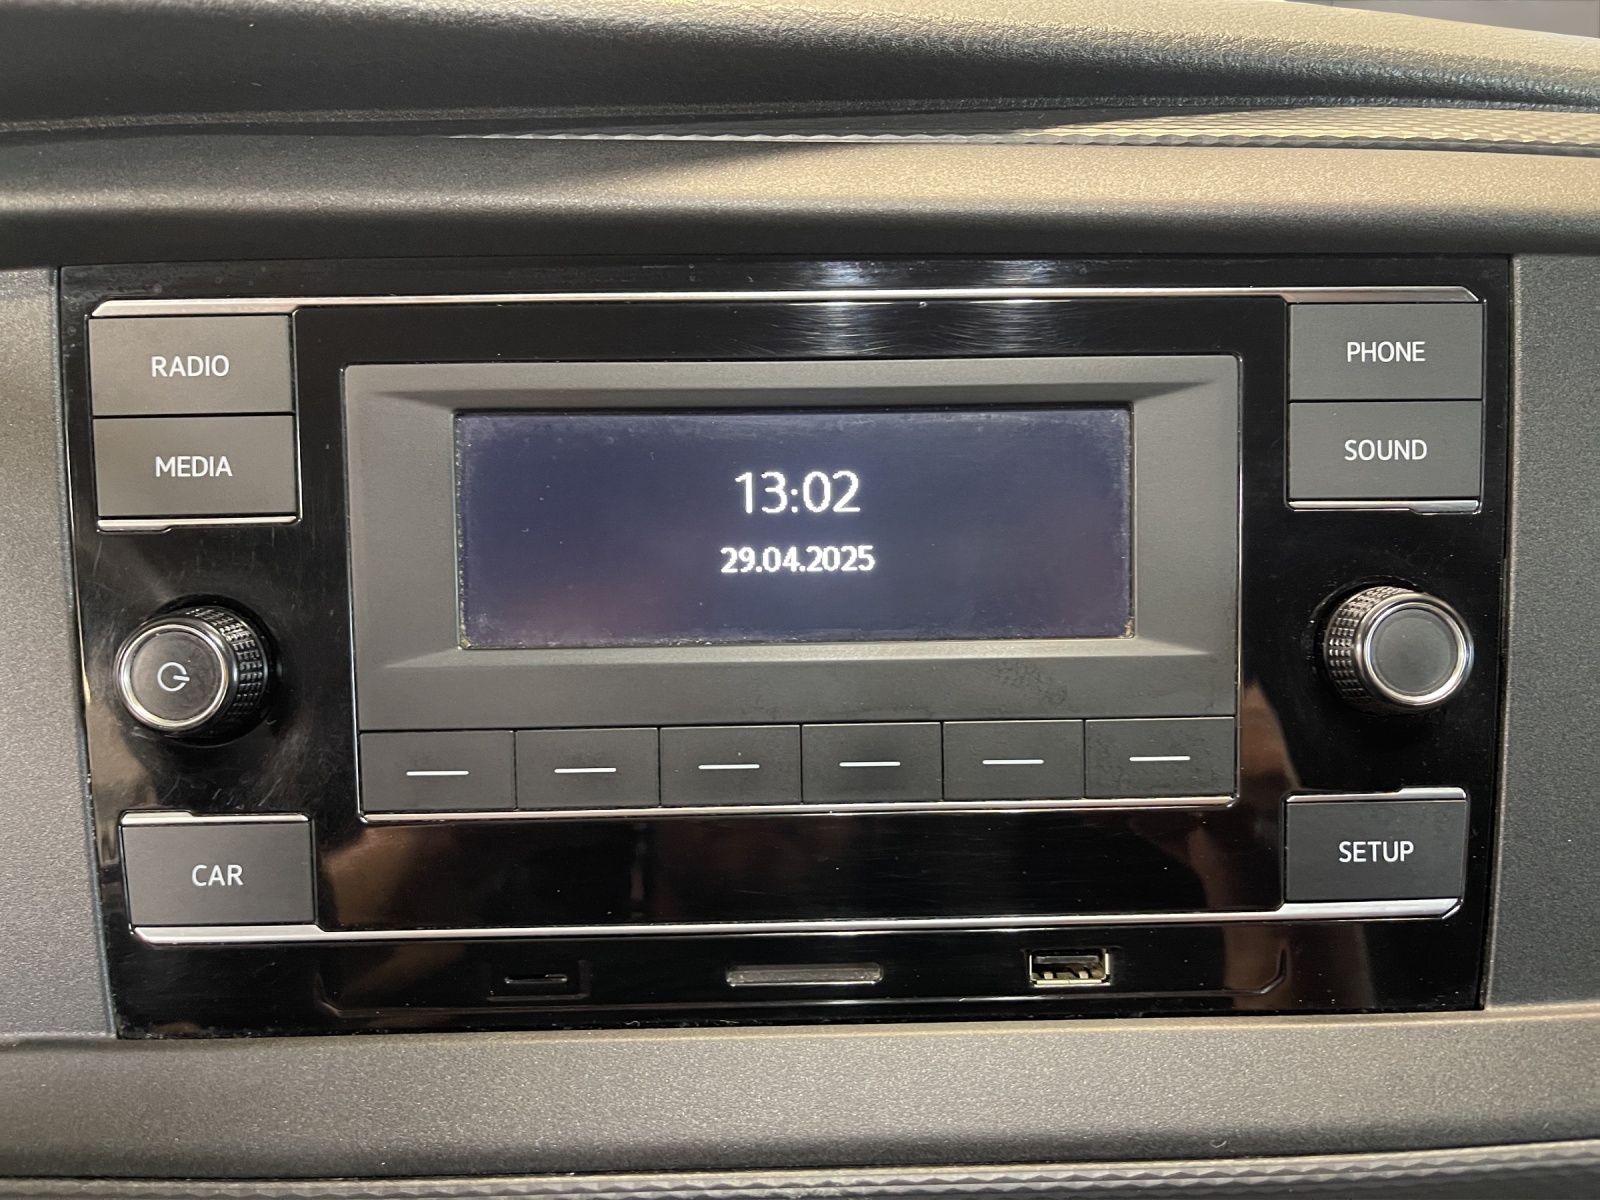 RADIO
MEDIA
PHONE
SOUND
13:02
29.04.2025
CAR
SETUP